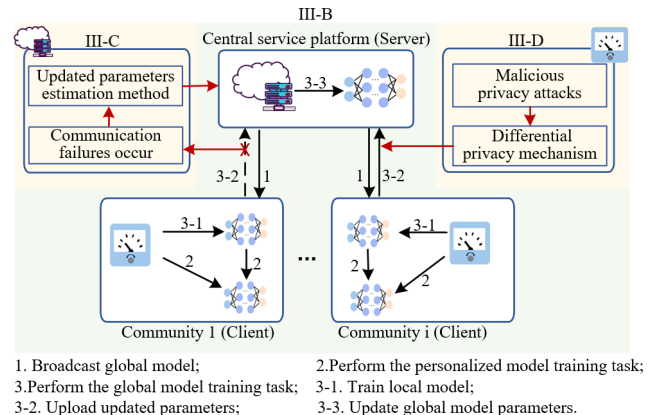 III-B
III-C
Central service platform (Server)
III-D
Updated parameters
estimation method
3-3
Malicious
privacy attacks
Communication
failures occur
Differential
privacy mechanism
3-2
1
1
3-2
3-1
2
2
...
3-1
2
2
Community 1 (Client)
Community i (Client)
1. Broadcast global model;
2.Perform the personalized model training task;
3.Perform the global model training task;
3-1. Train local model;
3-2. Upload updated parameters;
3-3. Update global model parameters.